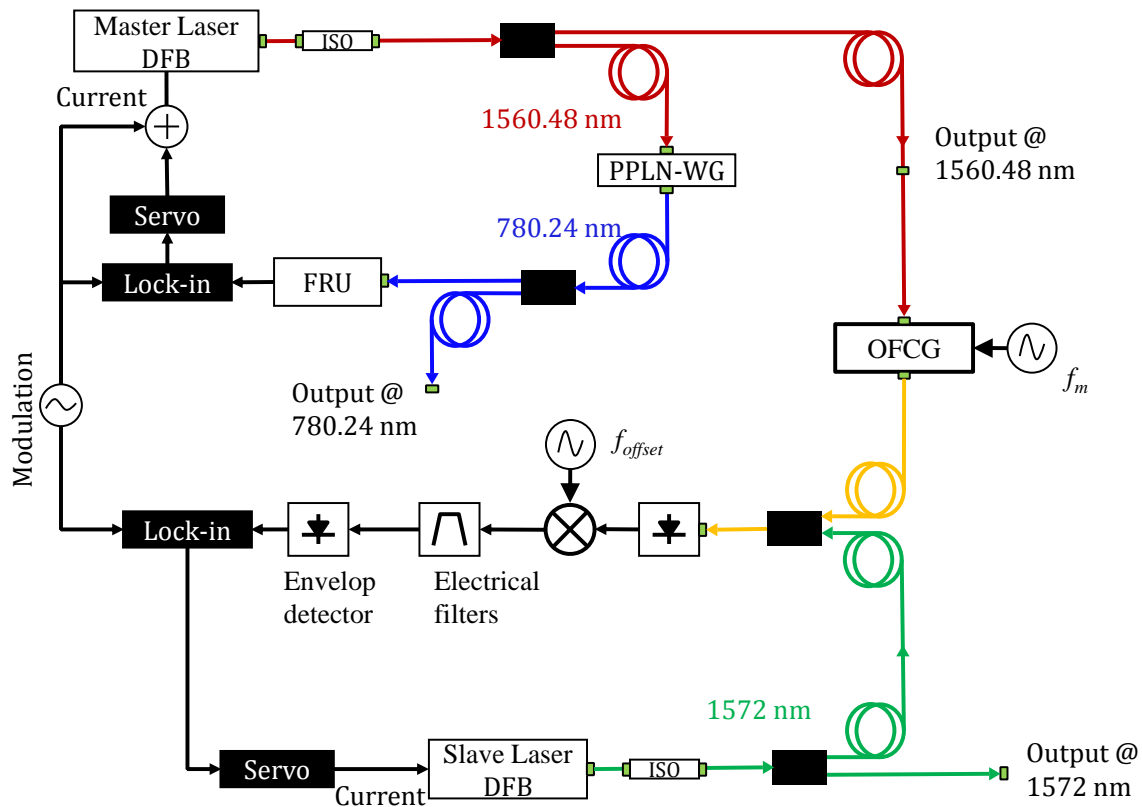 Master Laser
DFB
ISO
Current
1560.48 nm
Output @
1560.48 nm
PPLN-WG
Servo
780.24 nm
Lock-in
FRU
OFCG
f_m
Output @
780.24 nm
Modulation
f_offset
Lock-in
Envelop
detector
Electrical
filters
1572 nm
Slave Laser
DFB
ISO
Servo
Current
Output @
1572 nm